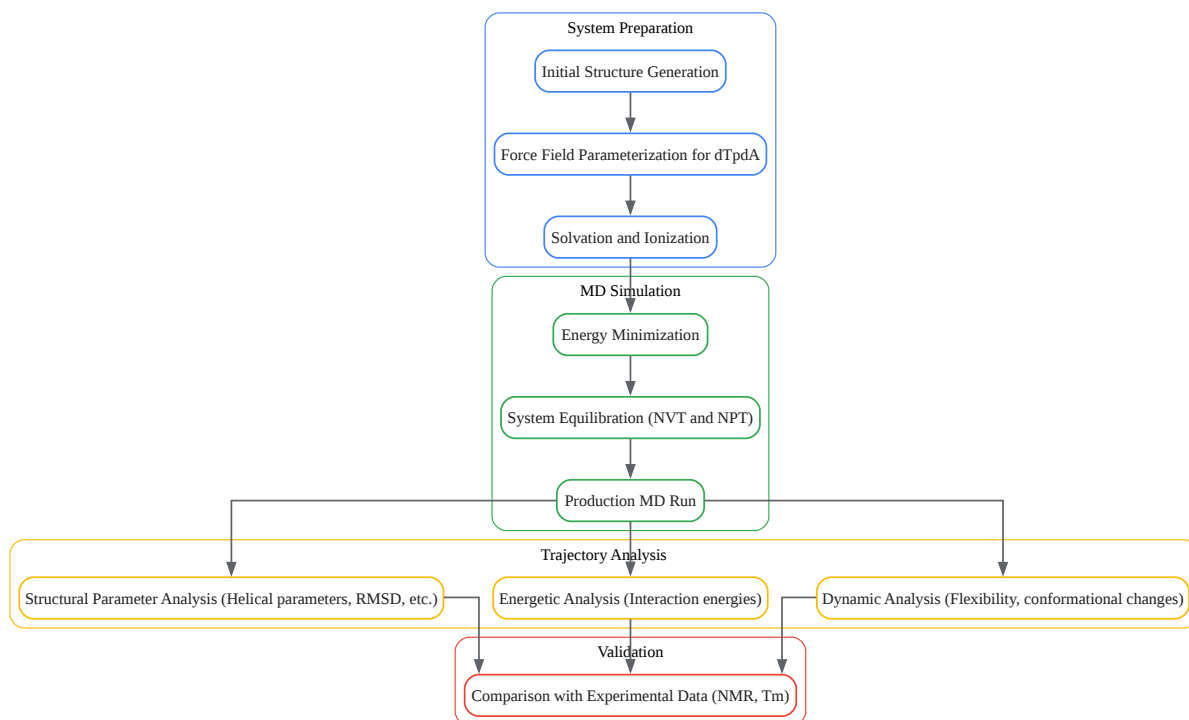 System Preparation
Initial Structure Generation
Force Field Parameterization for dTpdA
Solvation and Ionization
MD Simulation
Energy Minimization
System Equilibration (NVT and NPT)
Production MD Run
Trajectory Analysis
Structural Parameter Analysis (Helical parameters, RMSD, etc.)
Energetic Analysis (Interaction energies)
Dynamic Analysis (Flexibility, conformational changes)
Validation
Comparison with Experimental Data (NMR, Tm)